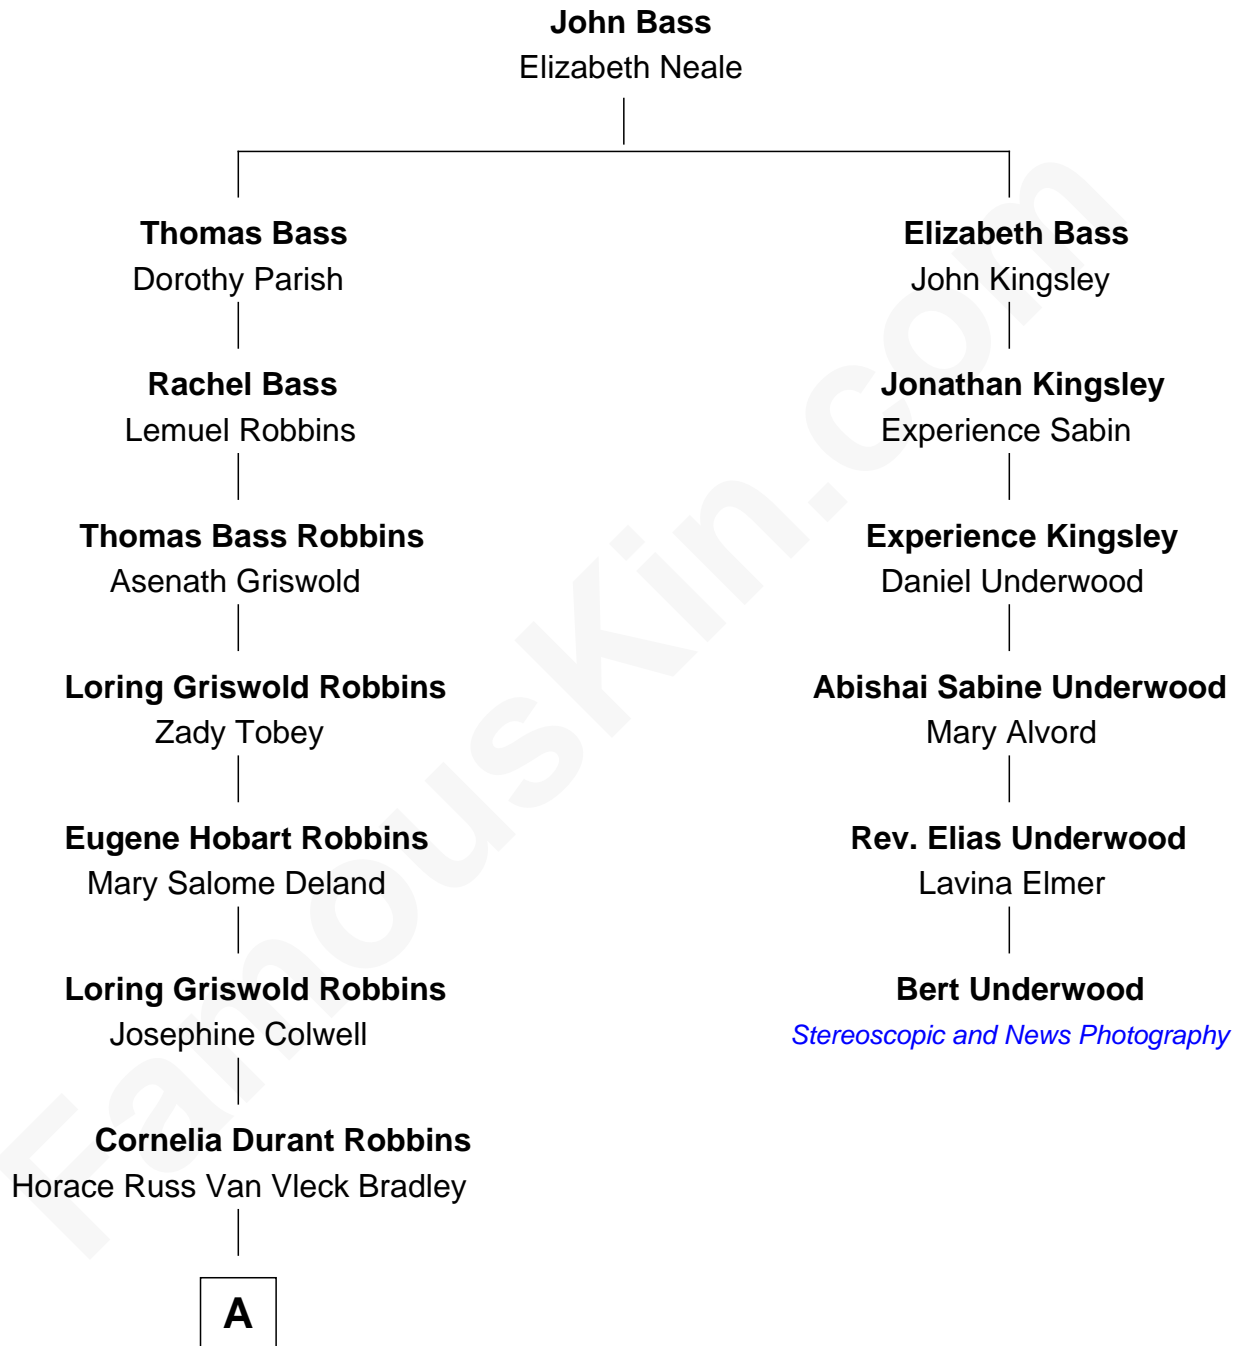 John Bass
Elizabeth Neale
Thomas Bass
Dorothy Parish
Rachel Bass
Lemuel Robbins
Thomas Bass Robbins
Asenath Griswold
Loring Griswold Robbins
Zady Tobey
Eugene Hobart Robbins
Mary Salome Deland
Loring Griswold Robbins
Josephine Colwell
Cornelia Durant Robbins
Horace Russ Van Vleck Bradley
A
Elizabeth Bass
John Kingsley
Jonathan Kingsley
Experience Sabin
Experience Kingsley
Daniel Underwood
Abishai Sabine Underwood
Mary Alvord
Rev. Elias Underwood
Lavina Elmer
Bert Underwood
Stereoscopic and News Photography
FamousKin.com